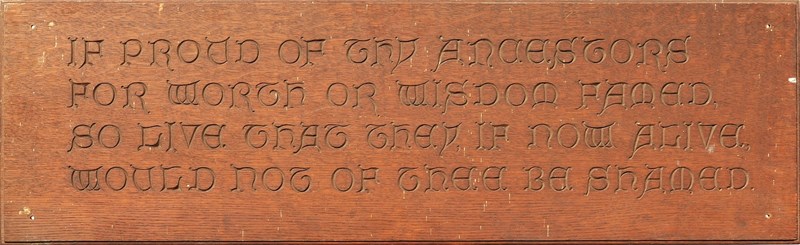 IF PROUD OF THY ANCESTORS
FOR WORTH OR WISDOM FAMED,
SO LIVE THAT THEY, IF NOW ALIVE,
WOULD NOT OF THEE BE SHAMED.